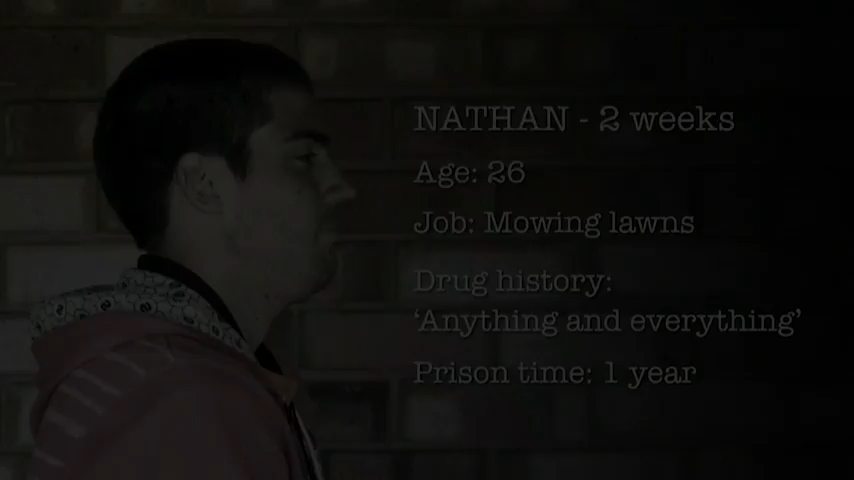 NATHAN - 2 weeks
Age: 26
Job: Mowing lawns
Drug history:
‘Anything and everything’
Prison time: 1 year